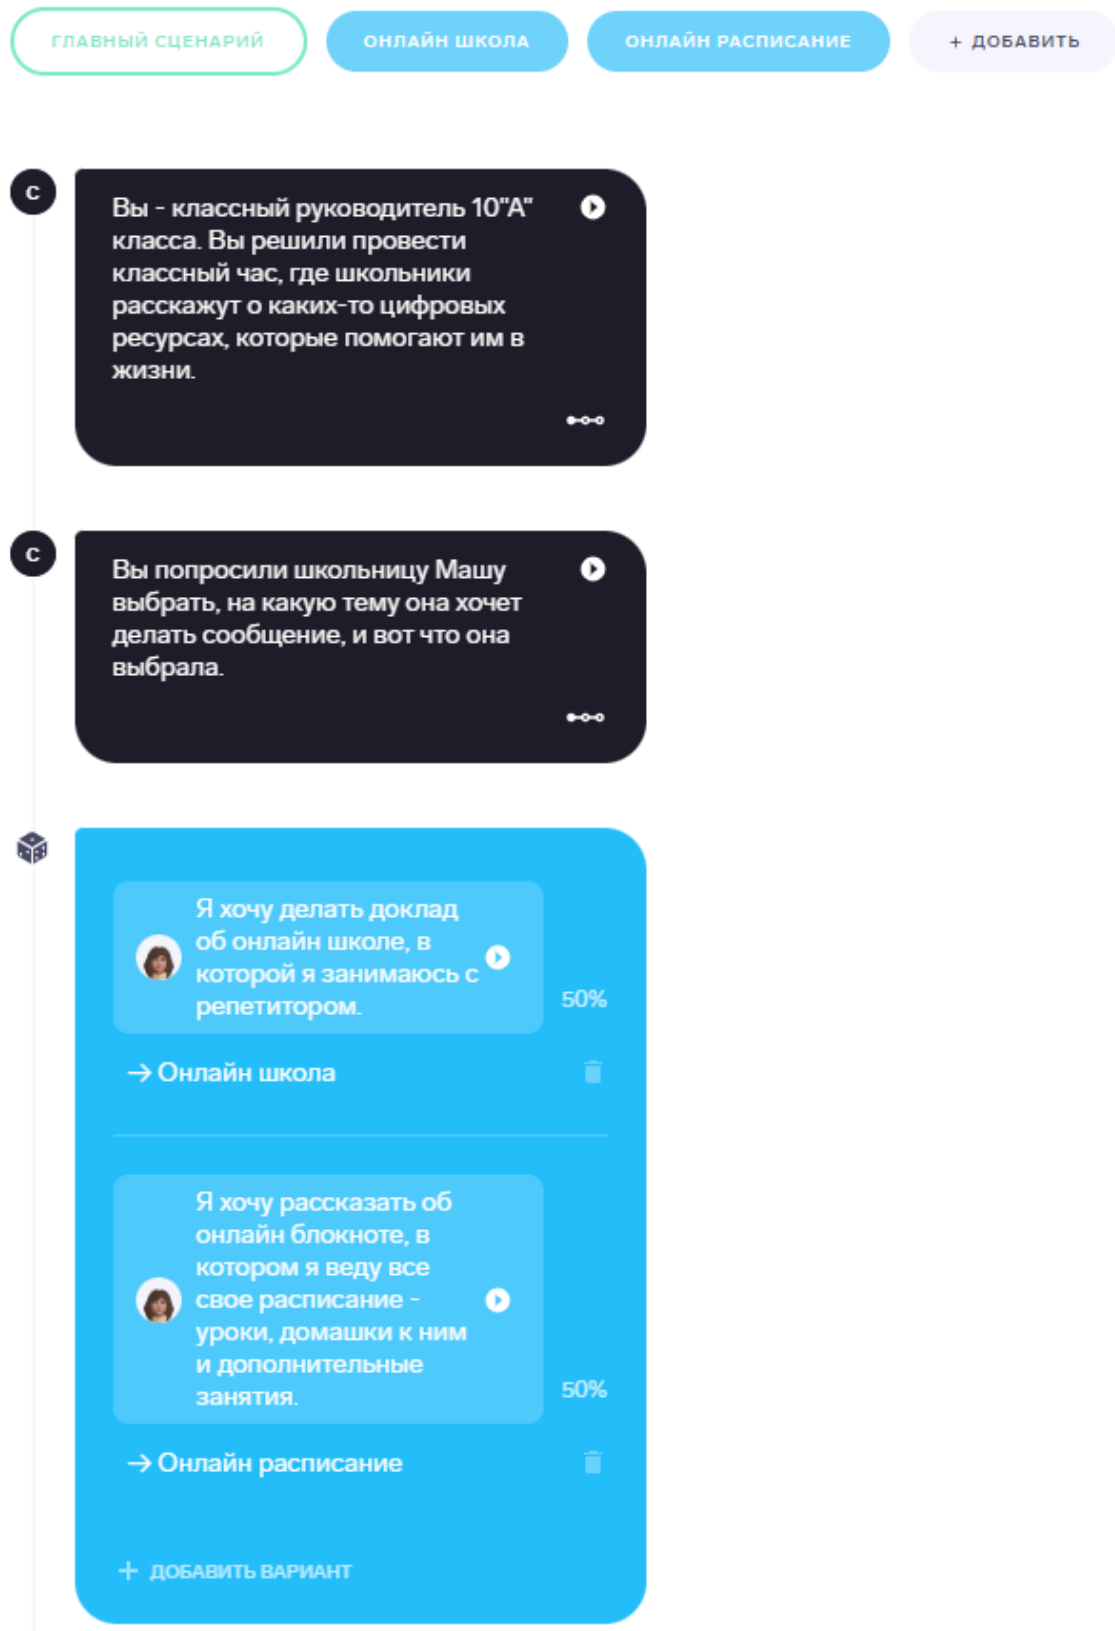 ГЛАВНЫЙ СЦЕНАРИЙ
ОНЛАЙН ШКОЛА
ОНЛАЙН РАСПИСАНИЕ
+ ДОБАВИТЬ
С
Вы - классный руководитель 10"А"
класса. Вы решили провести
классный час, где школьники
расскажут о каких-то цифровых
ресурсах, которые помогают им в
жизни.
С
Вы попросили школьницу Машу
выбрать, на какую тему она хочет
делать сообщение, и вот что она
выбрала.
Я хочу делать доклад
об онлайн школе, в
которой я занимаюсь с
репетитором.
50%
→ Онлайн школа
Я хочу рассказать об
онлайн блокноте, в
котором я веду все
свое расписание -
уроки, домашки к ним
и дополнительные
занятия.
50%
→ Онлайн расписание
+ ДОБАВИТЬ ВАРИАНТ